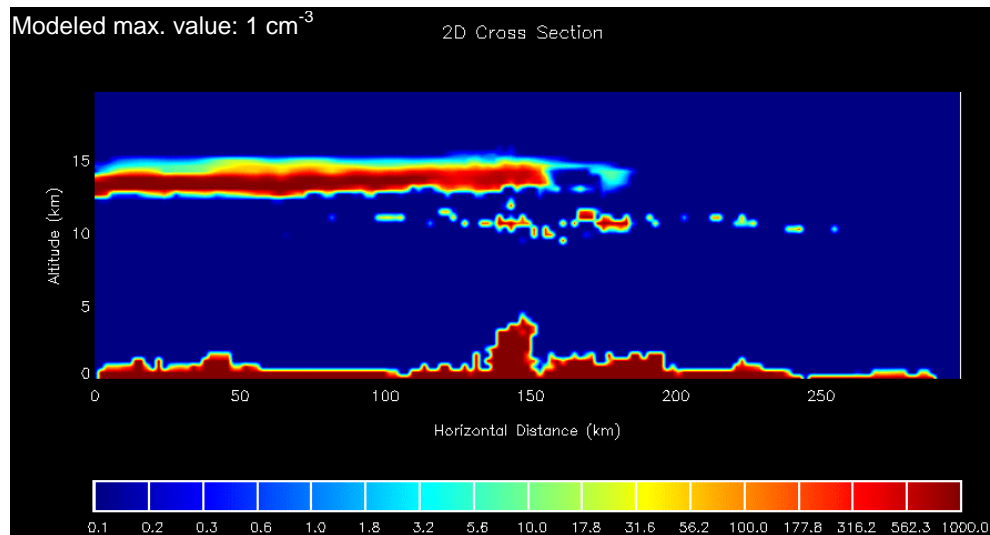 Modeled max. value: 1 cm-3
2D Cross Section
15
10
5
0
Altitude (km)
0 50 100 150 200 250
Horizontal Distance (km)
0.1 0.2 0.3 0.6 1.0 1.8 3.2 5.6 10.0 17.8 31.6 56.2 100.0 177.8 316.2 562.3 1000.0